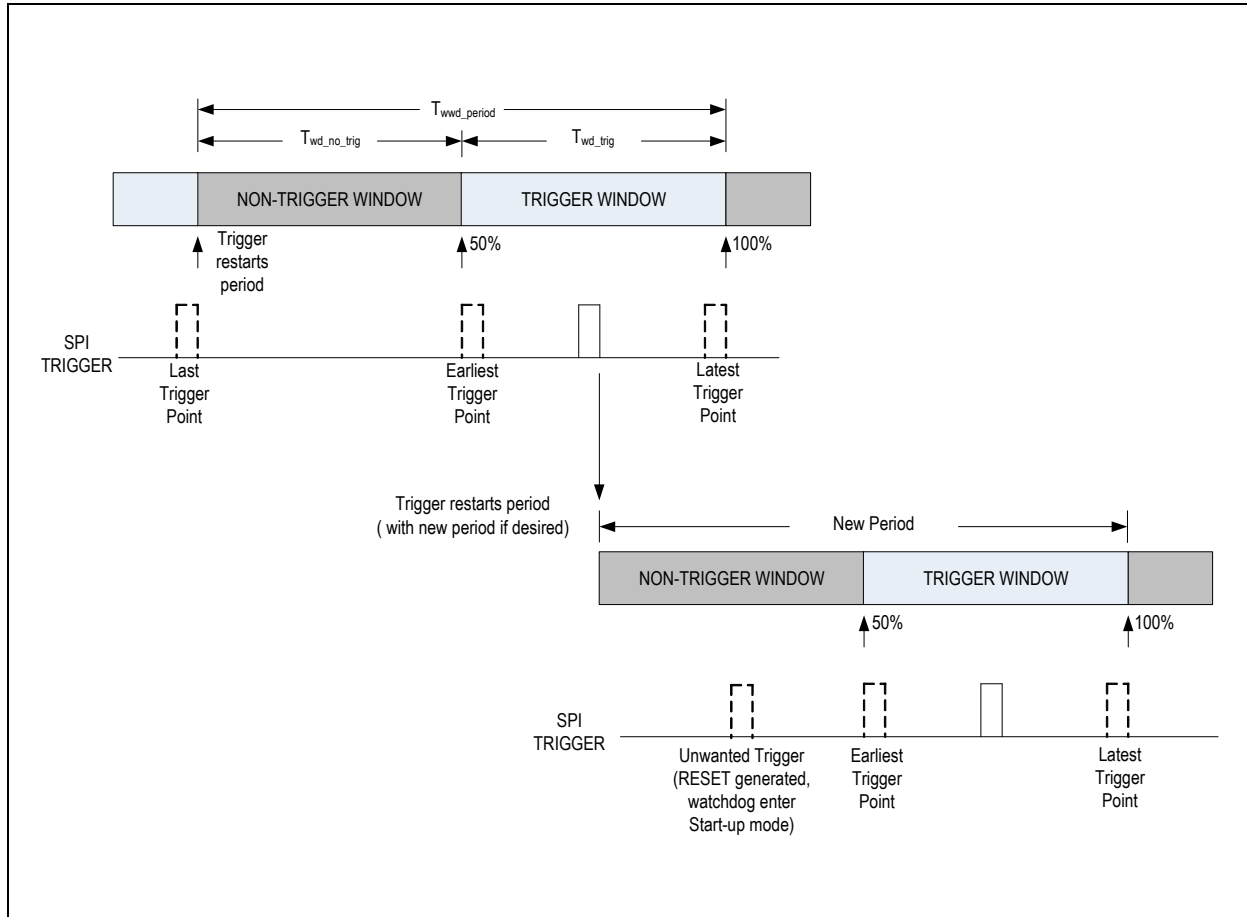 Twwd_period
Twd_no_trig
Twd_trig
NON-TRIGGER WINDOW
TRIGGER WINDOW
Trigger
restarts
period
50%
100%
SPI
TRIGGER
Last
Trigger
Point
Earliest
Trigger
Point
Latest
Trigger
Point
Trigger restarts period
( with new period if desired)
New Period
NON-TRIGGER WINDOW
TRIGGER WINDOW
50%
100%
SPI
TRIGGER
Unwanted Trigger
(RESET generated,
watchdog enter
Start-up mode)
Earliest
Trigger
Point
Latest
Trigger
Point